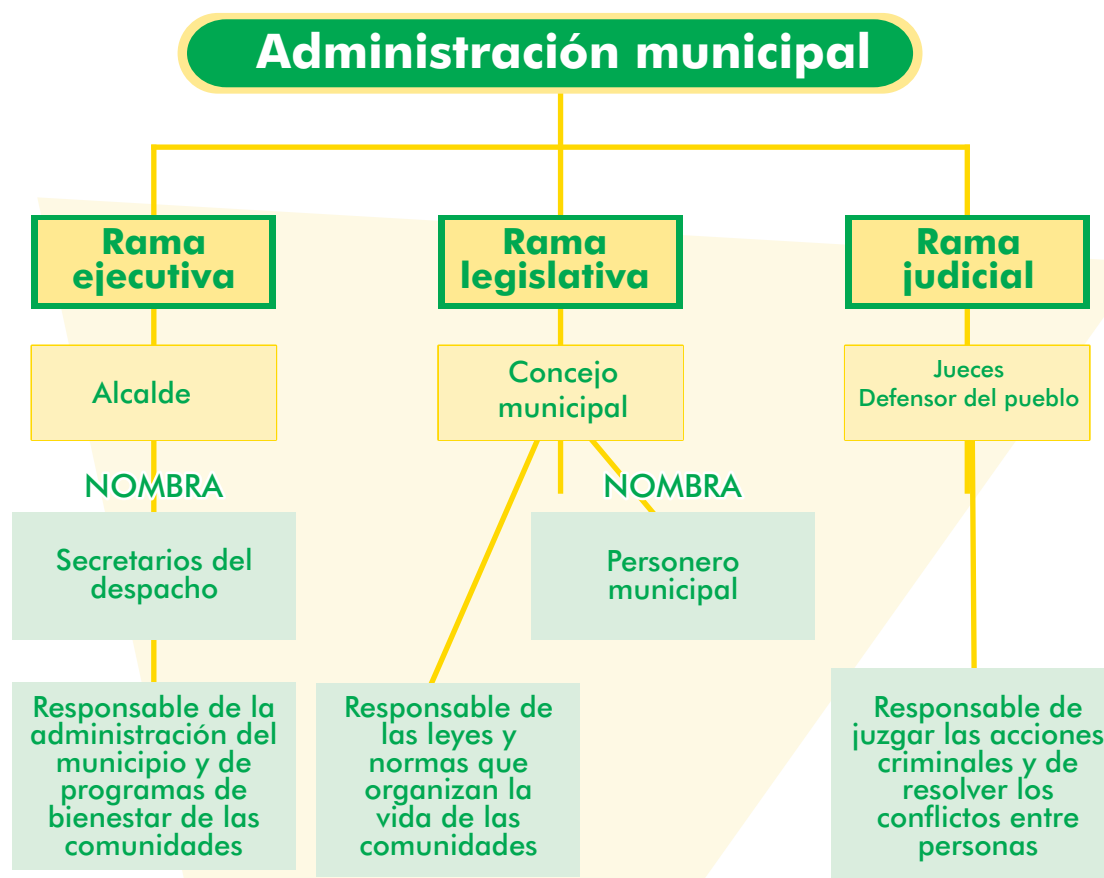 Administración municipal
Rama
ejecutiva
Rama
legislativa
Rama
judicial
Alcalde
Concejo
municipal
Jueces
Defensor del pueblo
NOMBRA
NOMBRA
Secretarios del
despacho
Personero
municipal
Responsable de la
administración del
municipio y de
programas de
bienestar de las
comunidades
Responsable de
las leyes y
normas que
organizan la
vida de las
comunidades
Responsable de
juzgar las acciones
criminales y de
resolver los
conflictos entre
personas